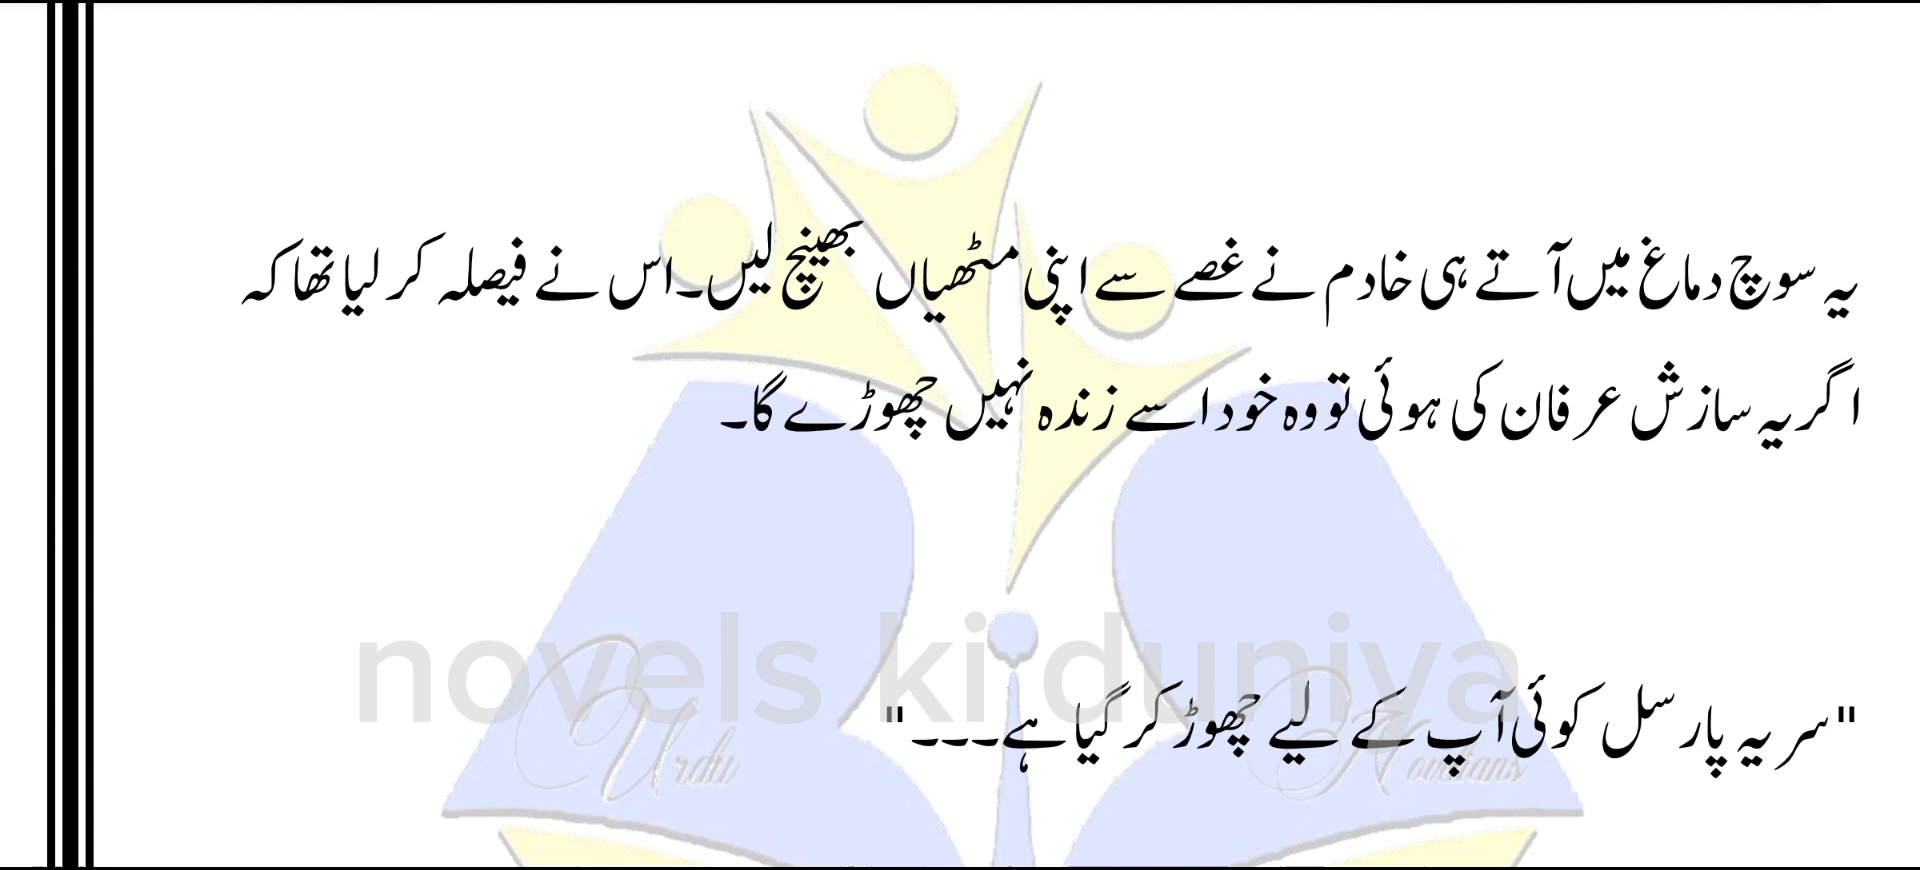 یہ سوچ دماغ میں آتے ہی خادم نے غصے سے اپنی مٹھیاں بھینچ لیں۔ اس نے فیصلہ کر لیا تھا کہ
اگر یہ سازش عرفان کی ہوئی تو وہ خود اسے زندہ نہیں چھوڑے گا۔
novels ki duniya
"سر یہ پارسل کوئی آپ کے لیے چھوڑ کر گیا ہے۔۔۔۔"
Urdu Novelians